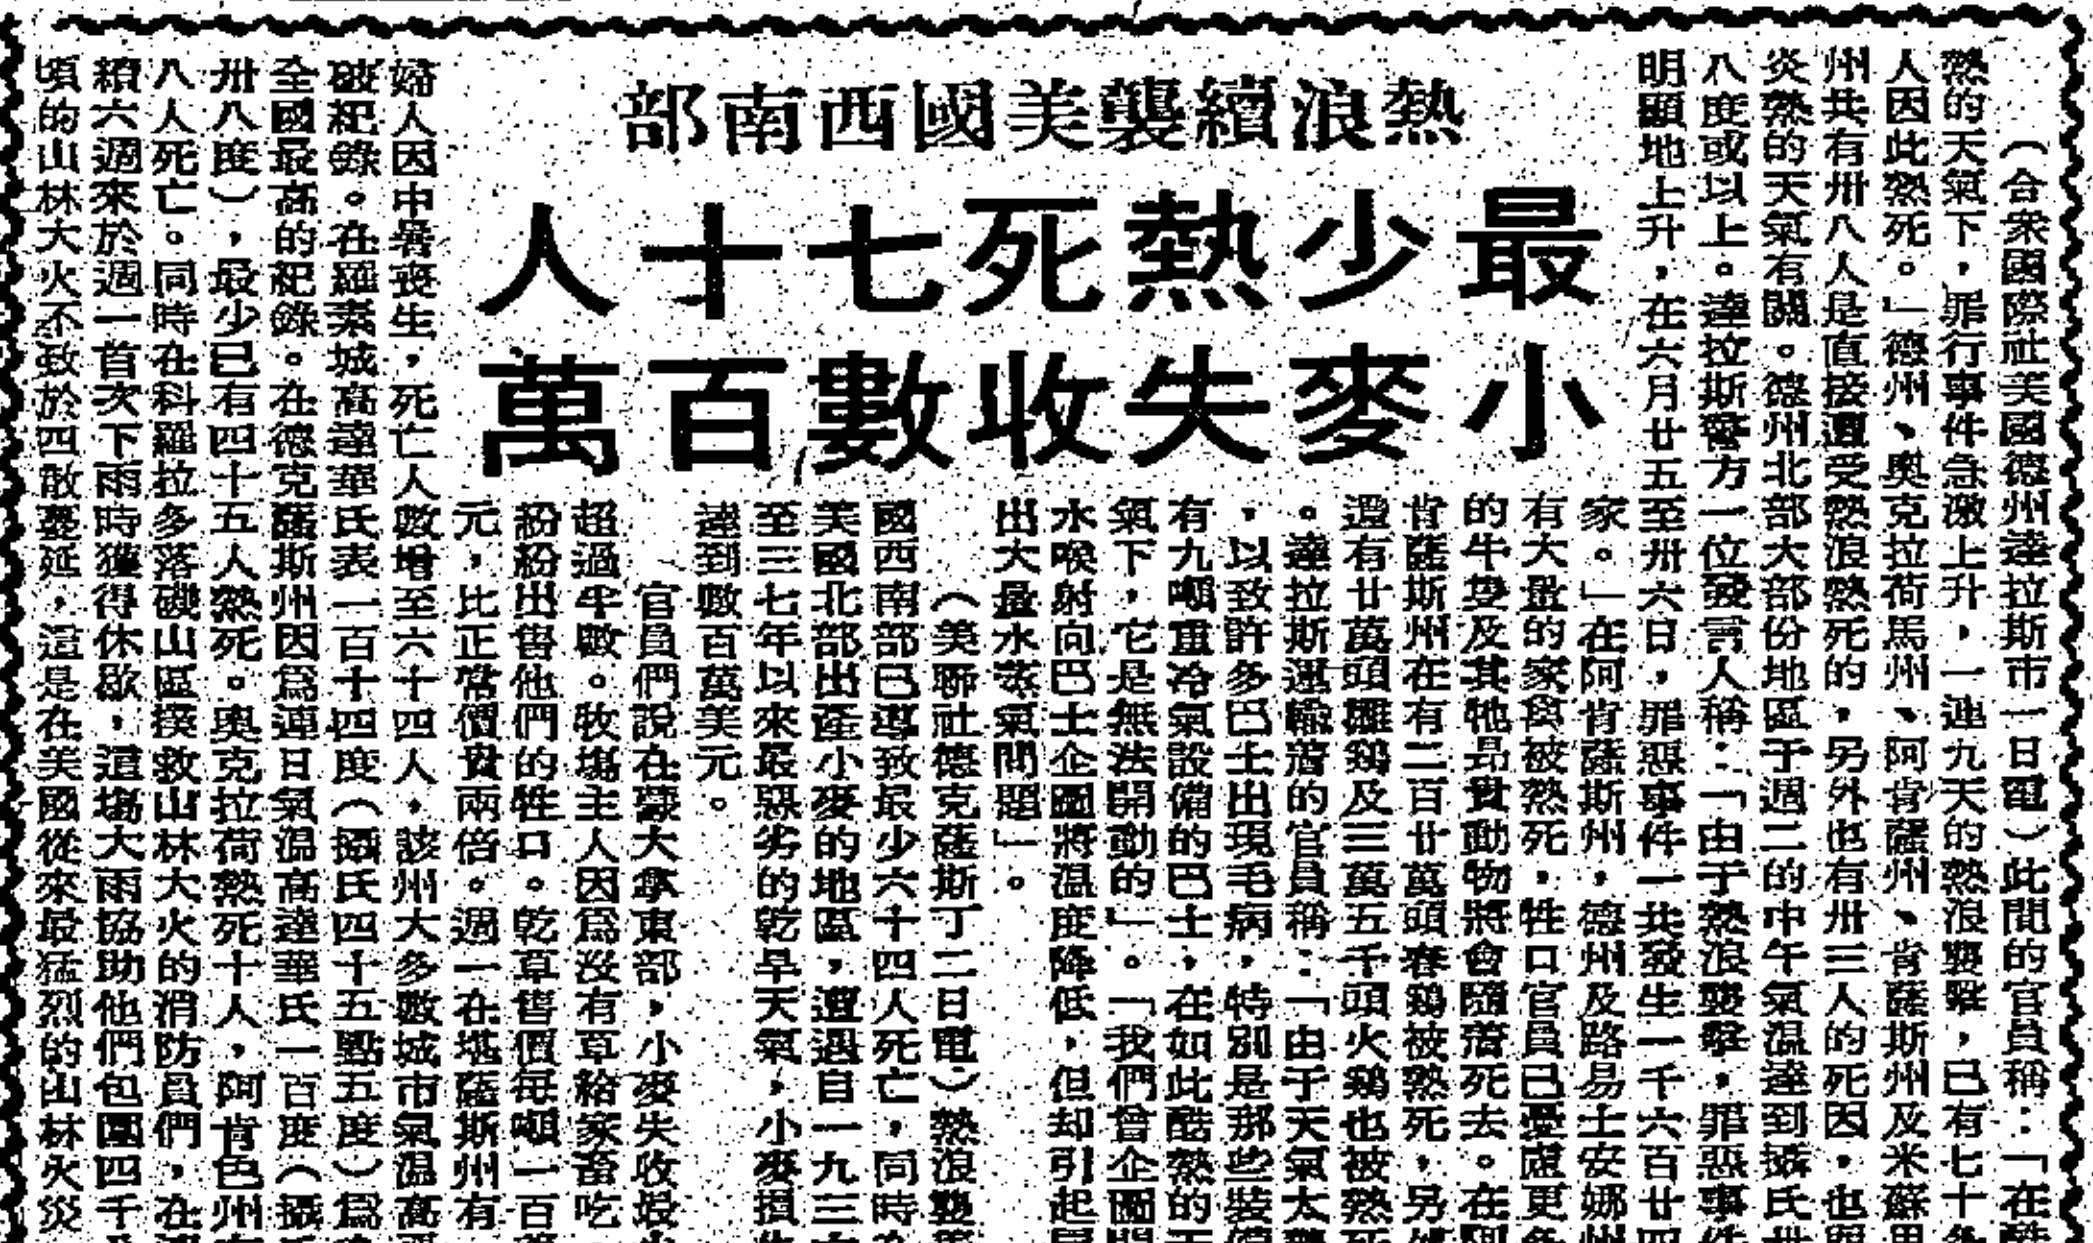 熱浪續襲美國西南部
最少熱死七十人
小麥失收數百萬
（合衆國際社美國德州達拉斯市一日電）此間的官員稱：「在酷
熱的天氣下，罪行事件急激上升，一連九天的熱浪襲擊，已有七十多
人因此熱死。」德州、奧克拉荷馬州、阿肯薩州、肯薩斯州及米蘇里
州共有卅八人是直接遭受熱浪熱死的，另外也有卅三人的死因，也與
炎熱的天氣有關。德州北部大部份地區于週二的中午氣溫達到攝氏卅
八度或以上。達拉斯警方一位發言人稱：「由于熱浪襲擊，罪惡事件
明顯地上升，在六月廿五至卅六日，罪惡事件一共發生一千六百廿四
家。」在阿肯薩斯州，德州及路易士安娜州
有大量的家禽被熱死，牲口官員已憂慮更多
的牛隻及其牠昂貴動物將會隨着死去。在阿
肯薩斯州在有二百廿萬頭春鷄被熱死，另外
還有廿萬頭雛鷄及三萬五千頭火鷄也被熱死
。達拉斯運輸着的官員稱：「由于天氣太熱
，以致許多巴士出現毛病，特別是那些裝備
有九噸重冷氣設備的巴士，在如此酷熱的天
氣下，它是無法開動的」。「我們曾企圖開
水喉射向巴士企圖將溫度降低，但却引起冒
出大量水蒸氣問題」。
（美聯社德克薩斯丁二日電）熱浪襲
國西南部已導致最少六十四人死亡，同時
美國北部出產小麥的地區，遭遇自一九三
至三七年以來最惡劣的乾旱天氣，小麥損失
達到數百萬美元。
官員們說在蒙大拿東部，小麥失收最少
超過半數。牧塲主人因爲沒有草給家畜吃，
紛紛出售他們的牲口。乾草售價每噸一百
元，比正常價貴兩倍。週一在堪薩斯州有
婦人因中暑喪生，死亡人數增至六十四人，該州大多數城市氣溫高
破紀錄。在羅素城高達華氏表一百十四度（攝氏四十五點五度）爲
全國最高的紀錄。在德克薩斯州因爲連日氣溫高達華氏一百度（攝氏
卅八度），最少已有四十五人熱死。奧克拉荷熱死十人，阿肯色州
八人死亡。同時在科羅拉多落磯山區撲救山林大火的消防員們，在
續六週來於週一首次下雨時獲得休歇，這塲大雨協助他們包圍四千
頃的山林大火不致於四散蔓延，這是在美國從來最猛烈的山林火災